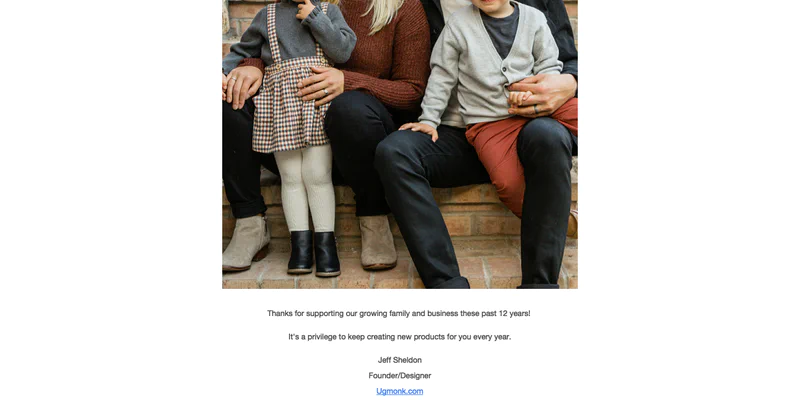 Thanks for supporting our growing family and business these past 12 years!
It's a privilege to keep creating new products for you every year.
Jeff Sheldon
Founder/Designer
Ugmonk.com